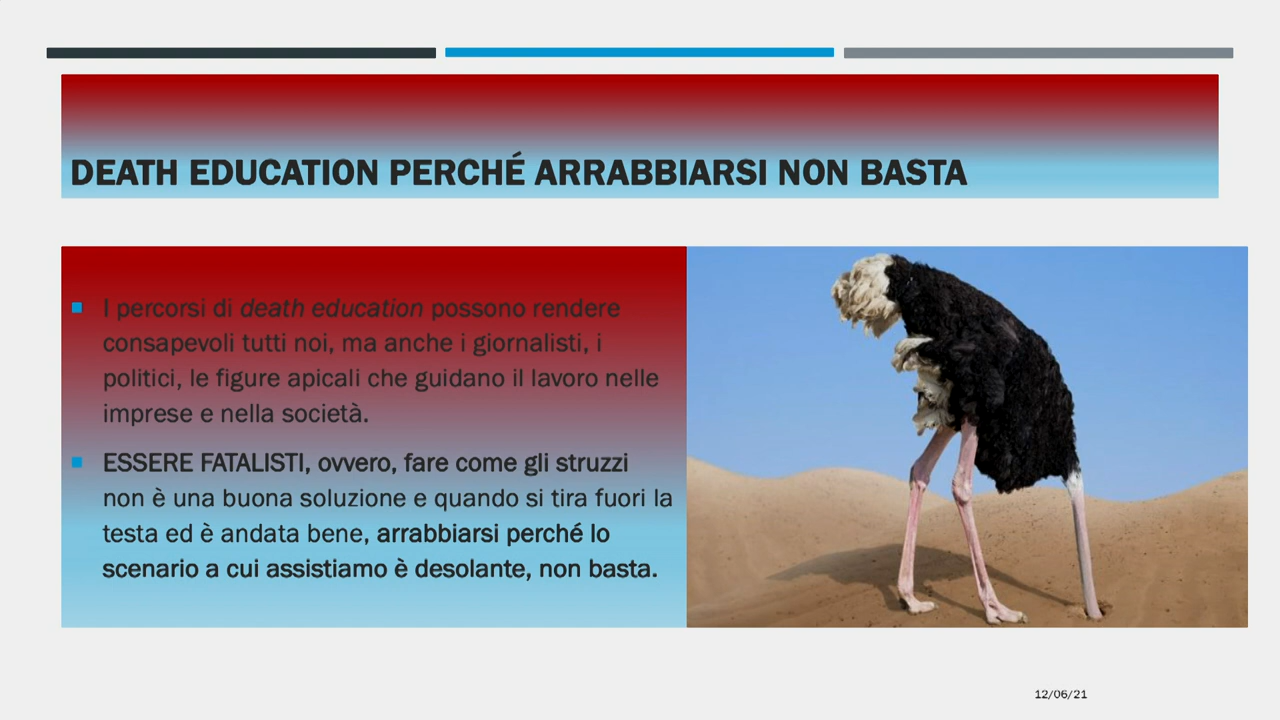 DEATH EDUCATION PERCHÉ ARRABBIARSI NON BASTA
I percorsi di death education possono rendere
consapevoli tutti noi, ma anche i giornalisti, i
politici, le figure apicali che guidano il lavoro nelle
imprese e nella società.
ESSERE FATALISTI, ovvero, fare come gli struzzi
non è una buona soluzione e quando si tira fuori la
testa ed è andata bene, arrabbiarsi perché lo
scenario a cui assistiamo è desolante, non basta.
12/06/21